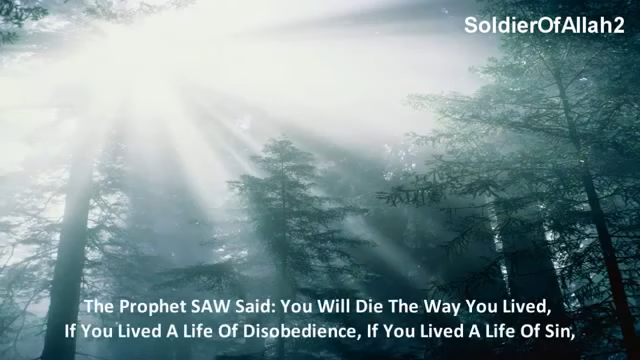 SoldierOfAllah2
The Prophet SAW Said: You Will Die The Way You Lived,
If You Lived A Life Of Disobedience, If You Lived A Life Of Sin,